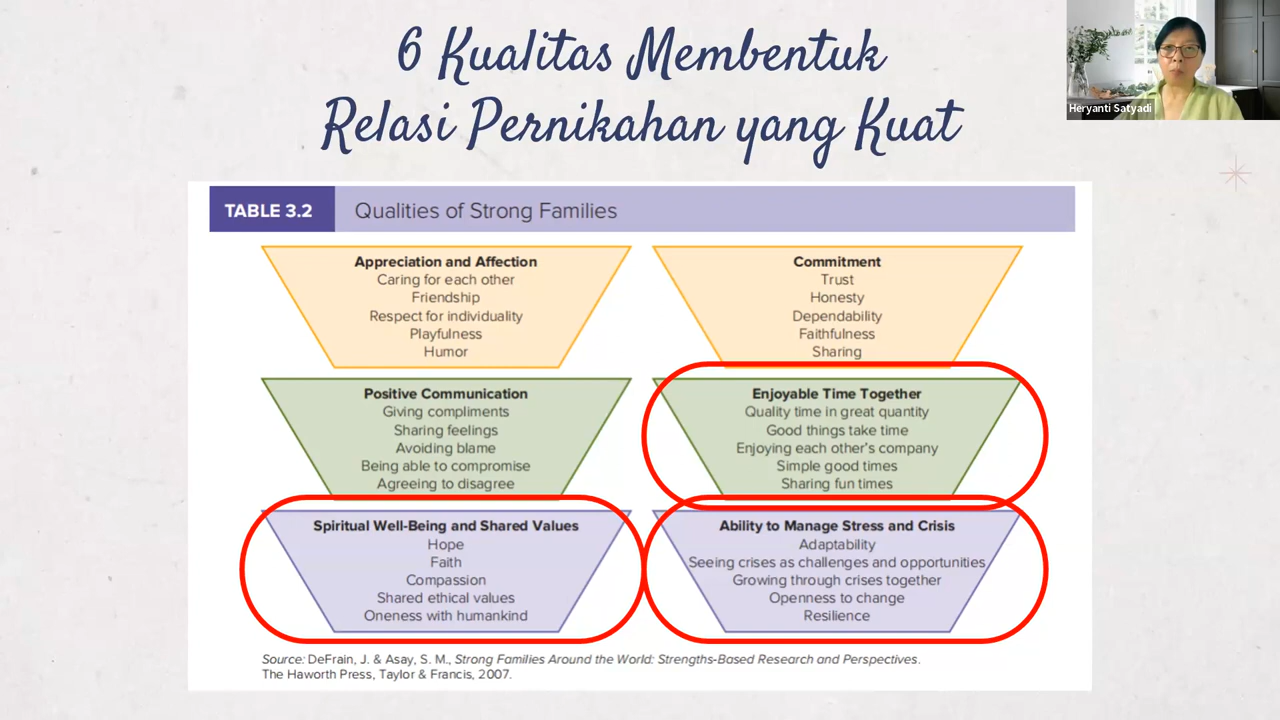 6 Kualitas Membentuk
Relasi Pernikahan yang Kuat
Heryanti Satyadi
TABLE 3.2 Qualities of Strong Families
Appreciation and Affection
Caring for each other
Friendship
Respect for individuality
Playfulness
Humor
Commitment
Trust
Honesty
Dependability
Faithfulness
Sharing
Positive Communication
Giving compliments
Sharing feelings
Avoiding blame
Being able to compromise
Agreeing to disagree
Enjoyable Time Together
Quality time in great quantity
Good things take time
Enjoying each other's company
Simple good times
Sharing fun times
Spiritual Well-Being and Shared Values
Hope
Faith
Compassion
Shared ethical values
Oneness with humankind
Ability to Manage Stress and Crisis
Adaptability
Seeing crises as challenges and opportunities
Growing through crises together
Openness to change
Resilience
Source: DeFrain, J. & Asay, S. M., Strong Families Around the World: Strengths-Based Research and Perspectives.
The Haworth Press, Taylor & Francis, 2007.